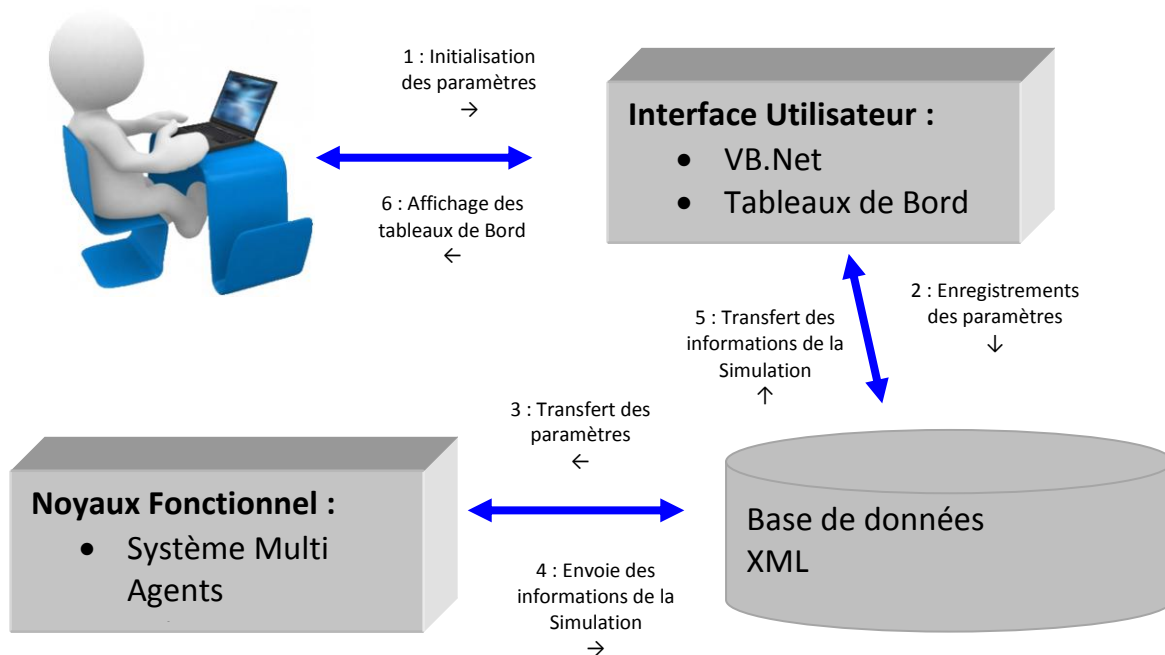 1 : Initialisation
des paramètres
→
Interface Utilisateur :
• VB.Net
• Tableaux de Bord
6 : Affichage des
tableaux de Bord
←
2 : Enregistrements
des paramètres
↓
5 : Transfert des
informations de la
Simulation
↑
3 : Transfert des
paramètres
←
Noyaux Fonctionnel :
• Système Multi
Agents
Base de données
XML
4 : Envoie des
informations de la
Simulation
→